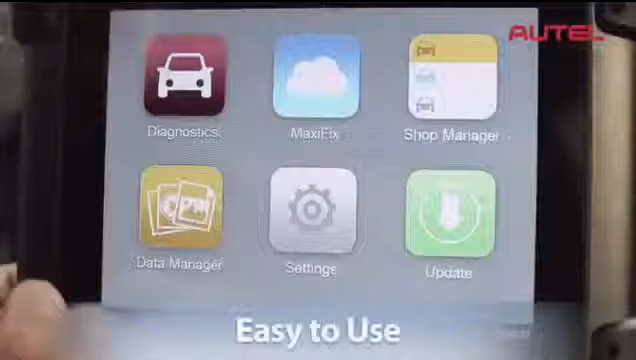 AUTEL
Diagnostics
MaxiFix
Shop Manager
Data Manager
Settings
Update
Easy to Use